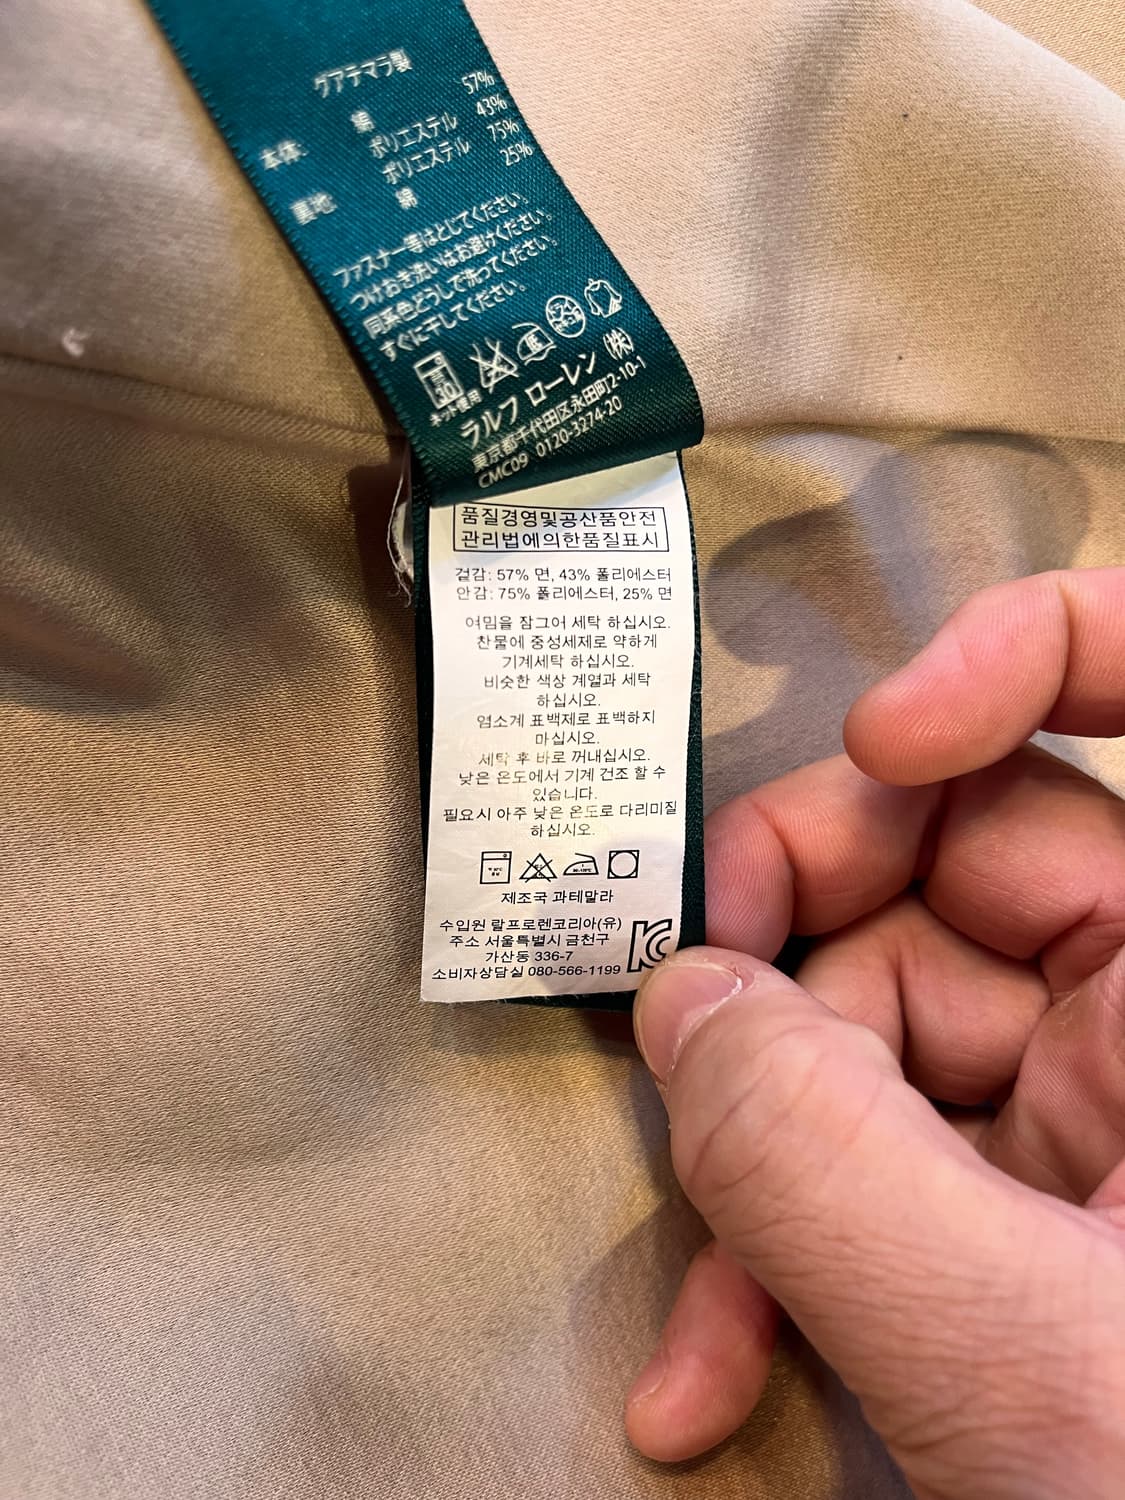 グアテマラ製
本体: 綿 57%
ポリエステル 43%
裏地: ポリエステル 75%
綿 25%
ファスナー等はとじてください。
つけおき洗いはお避けください。
同系色どうしで洗ってください。
すぐに干してください。
30
ネット使用
ラルフ ローレン (株)
東京都千代田区永田町2-10-1
CMC09 0120-3274-20
품질경영및공산품안전
관리법에의한품질표시
겉감: 57% 면, 43% 폴리에스터
안감: 75% 폴리에스터, 25% 면
여밈을 잠그어 세탁 하십시오.
찬물에 중성세제로 약하게
기계세탁 하십시오.
비슷한 색상 계열과 세탁
하십시오.
염소계 표백제로 표백하지
마십시오.
세탁 후 바로 꺼내십시오.
낮은 온도에서 기계 건조 할 수
있습니다.
필요시 아주 낮은 온도로 다리미질
하십시오.
제조국 과테말라
수입원 랄프로렌코리아(유)
주소 서울특별시 금천구
가산동 336-7
소비자상담실 080-566-1199
KC